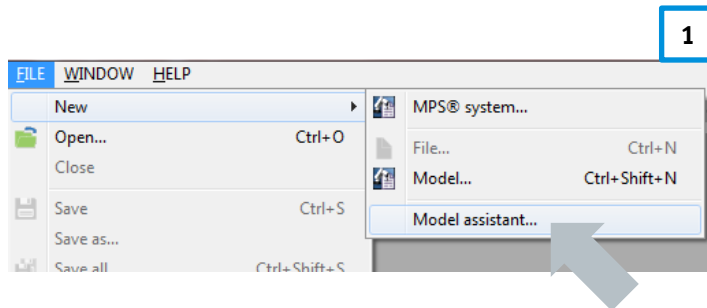 1
FILE WINDOW HELP
New
Open... Ctrl+O
Close
Save Ctrl+S
Save as...
Save all Ctrl+Shift+S
MPS® system...
File... Ctrl+N
Model... Ctrl+Shift+N
Model assistant...